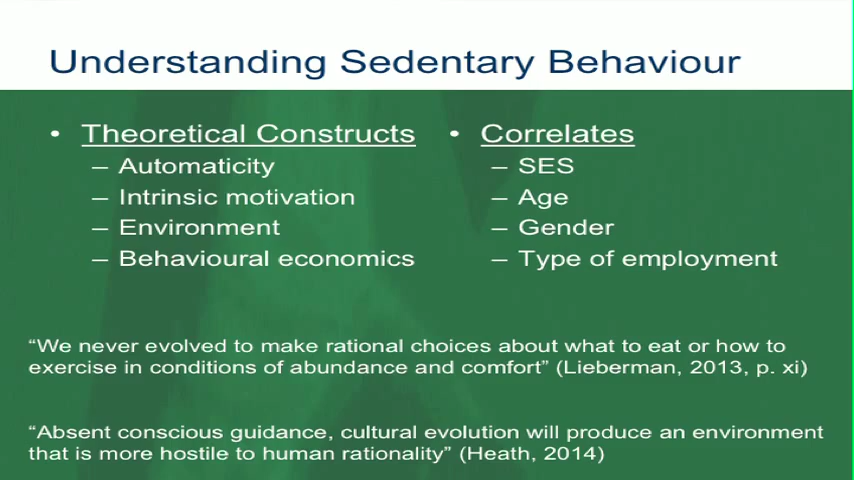 Understanding Sedentary Behaviour
• Theoretical Constructs
– Automaticity
– Intrinsic motivation
– Environment
– Behavioural economics
• Correlates
– SES
– Age
– Gender
– Type of employment
“We never evolved to make rational choices about what to eat or how to
exercise in conditions of abundance and comfort” (Lieberman, 2013, p. xi)
“Absent conscious guidance, cultural evolution will produce an environment
that is more hostile to human rationality” (Heath, 2014)